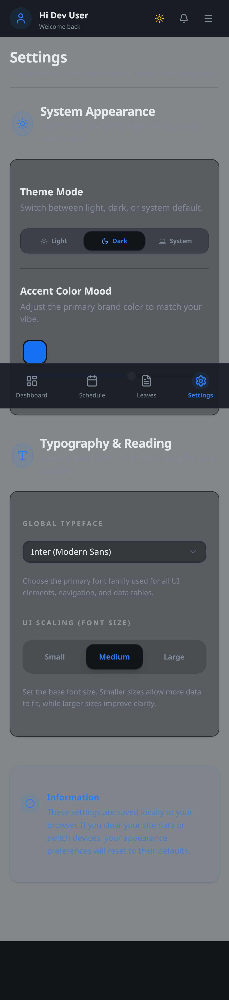 Hi Dev User
Welcome back
Settings
Customize your dashboard theme, colors, and typography.
System Appearance
Select your preferred interface style and
color mood.
Theme Mode
Switch between light, dark, or system default.
Light Dark System
Accent Color Mood
Adjust the primary brand color to match your
vibe.
Dashboard Schedule Leaves Settings
Typography & Reading
Fine-tune the fonts and text scaling for your
comfort.
GLOBAL TYPEFACE
Inter (Modern Sans)
Choose the primary font family used for all UI
elements, navigation, and data tables.
UI SCALING (FONT SIZE)
Small Medium Large
Set the base font size. Smaller sizes allow more data
to fit, while larger sizes improve clarity.
Information
These settings are saved locally to your
browser. If you clear your site data or
switch devices, your appearance
preferences will reset to their defaults.